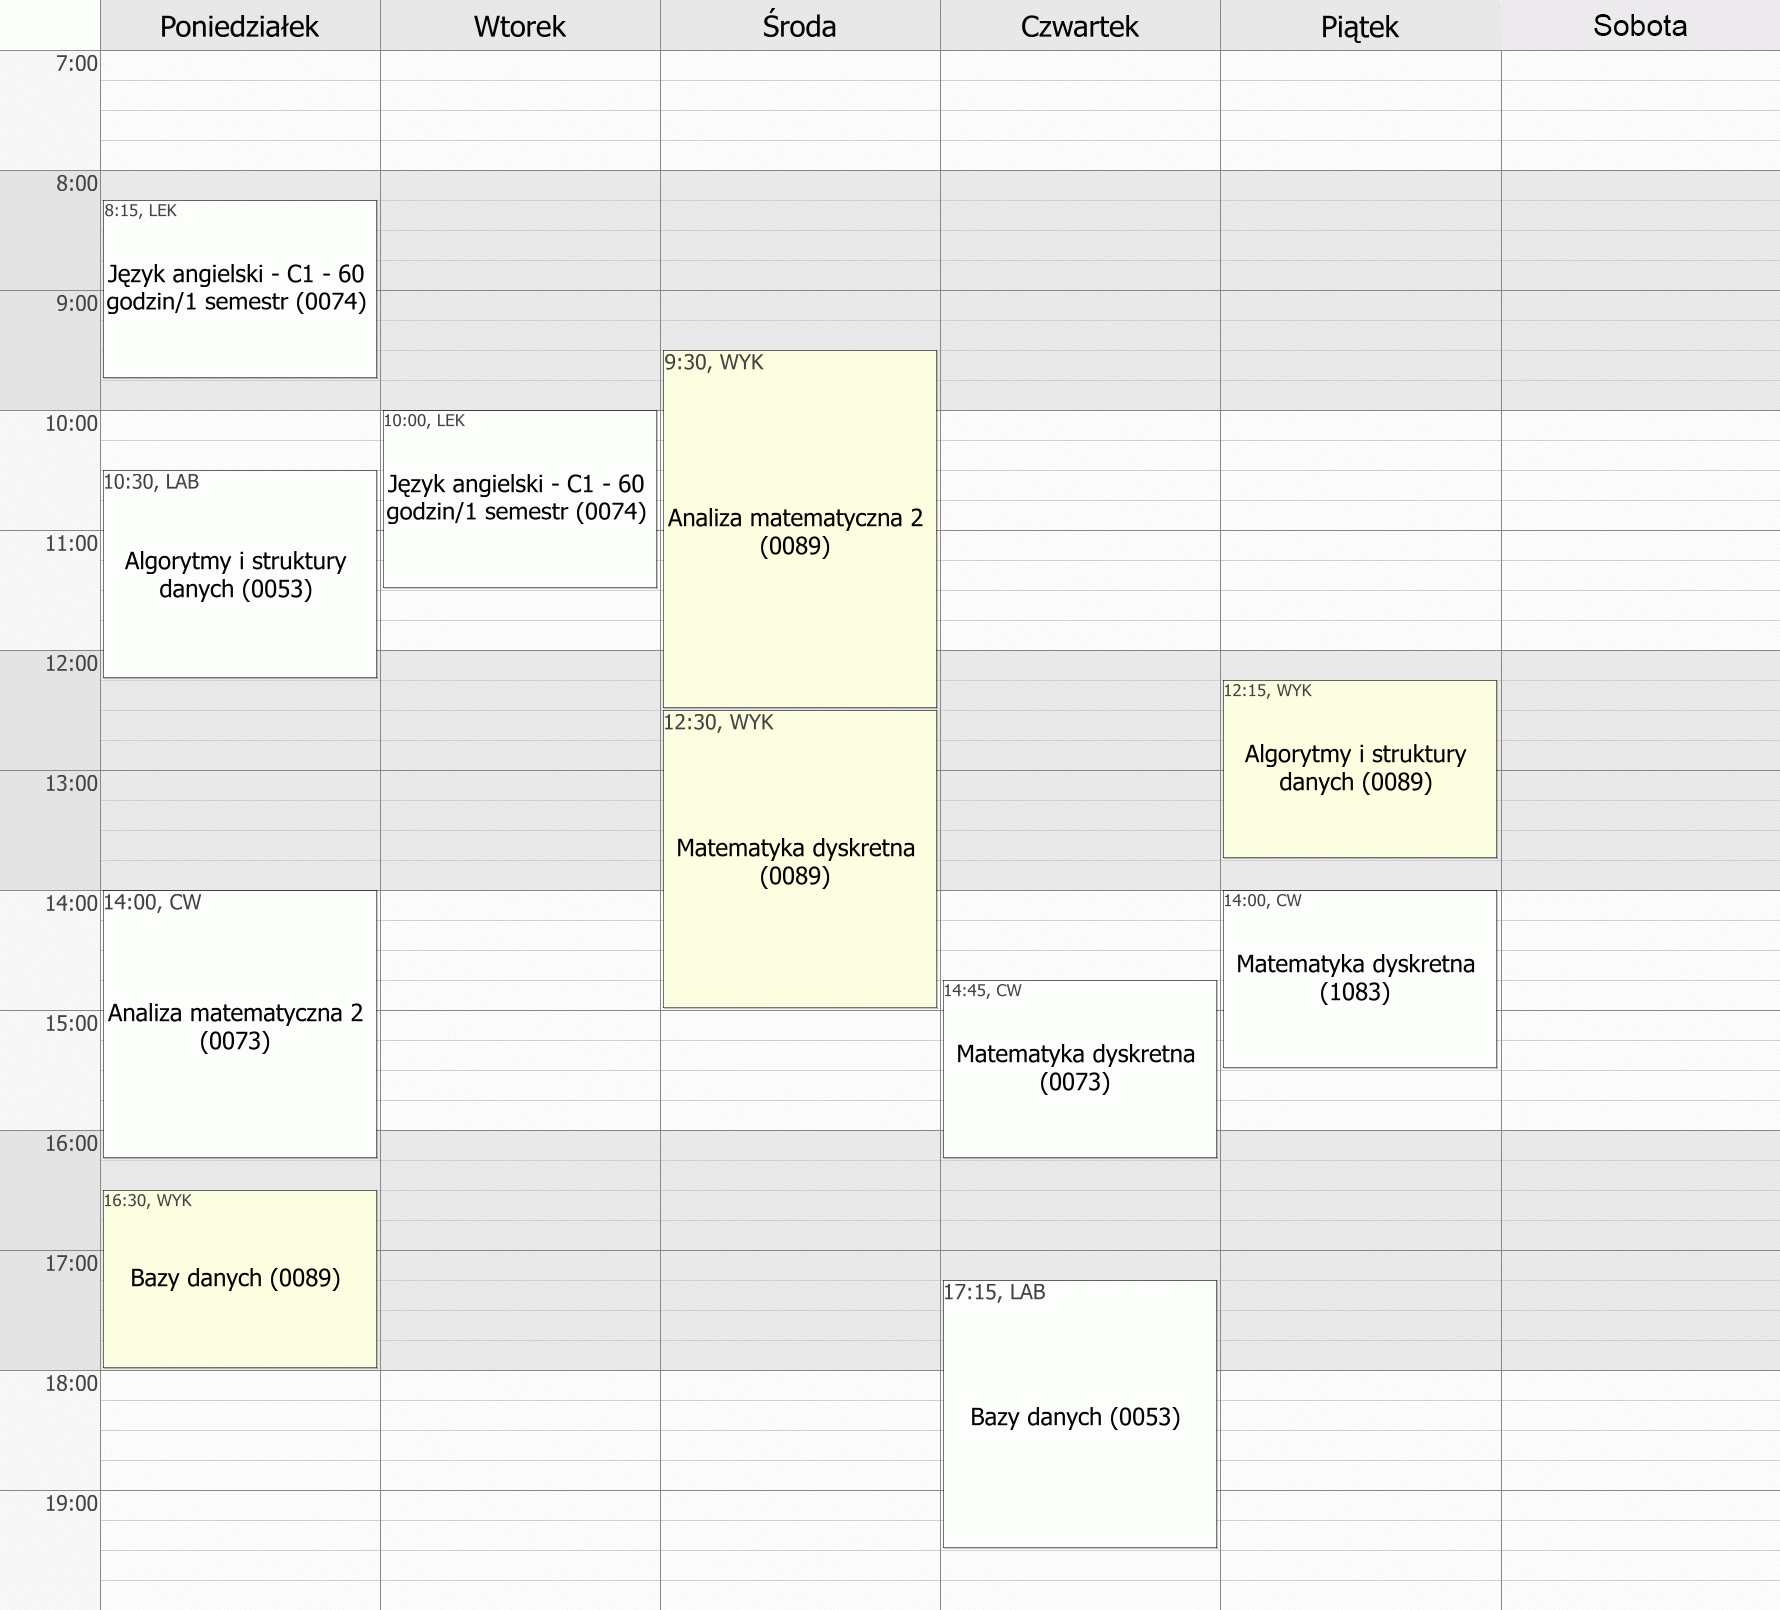 Poniedziałek
Wtorek
Środa
Czwartek
Piątek
Sobota
7:00
8:00
9:00
10:00
11:00
12:00
13:00
14:00
15:00
16:00
17:00
18:00
19:00
8:15, LEK
Język angielski - C1 - 60
godzin/1 semestr (0074)
10:30, LAB
Algorytmy i struktury
danych (0053)
14:00, CW
Analiza matematyczna 2
(0073)
16:30, WYK
Bazy danych (0089)
10:00, LEK
Język angielski - C1 - 60
godzin/1 semestr (0074)
9:30, WYK
Analiza matematyczna 2
(0089)
12:30, WYK
Matematyka dyskretna
(0089)
14:45, CW
Matematyka dyskretna
(0073)
17:15, LAB
Bazy danych (0053)
12:15, WYK
Algorytmy i struktury
danych (0089)
14:00, CW
Matematyka dyskretna
(1083)